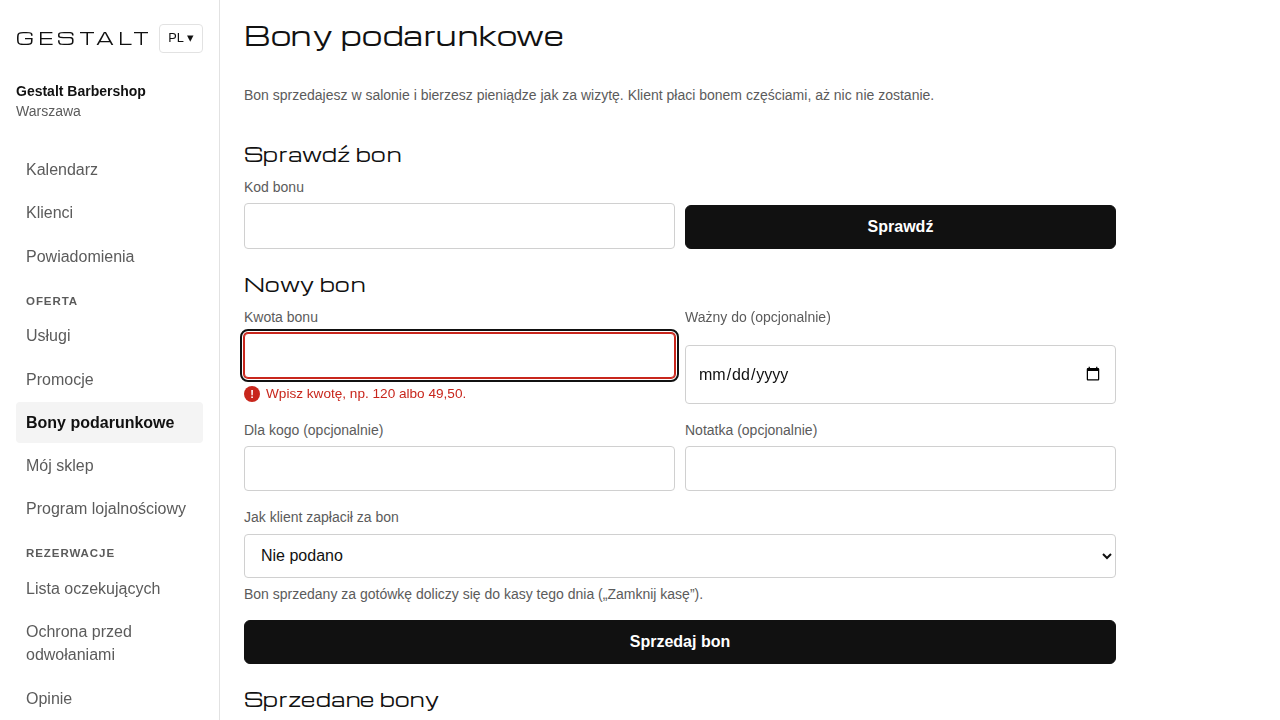 GESTALT
PL ▾
Gestalt Barbershop
Warszawa
Kalendarz
Klienci
Powiadomienia
OFERTA
Usługi
Promocje
Bony podarunkowe
Mój sklep
Program lojalnościowy
REZERWACJE
Lista oczekujących
Ochrona przed
odwołaniami
Opinie
Bony podarunkowe
Bon sprzedajesz w salonie i bierzesz pieniądze jak za wizytę. Klient płaci bonem częściami, aż nic nie zostanie.
Sprawdź bon
Kod bonu
Sprawdź
Nowy bon
Kwota bonu
Ważny do (opcjonalnie)
mm/dd/yyyy
! Wpisz kwotę, np. 120 albo 49,50.
Dla kogo (opcjonalnie)
Notatka (opcjonalnie)
Jak klient zapłacił za bon
Nie podano
Bon sprzedany za gotówkę doliczy się do kasy tego dnia („Zamknij kasę”).
Sprzedaj bon
Sprzedane bony